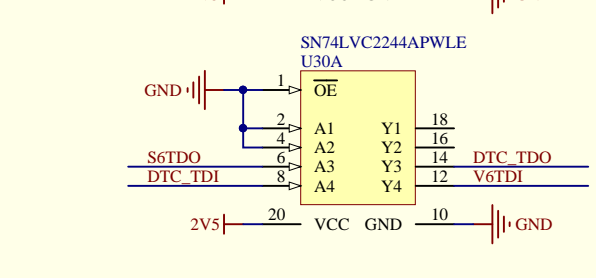 SN74LVC2244APWLE
U30A
GND 1 OE
2 A1 Y1 18
4 A2 Y2 16
S6TDO 6 A3 Y3 14 DTC_TDO
DTC_TDI 8 A4 Y4 12 V6TDI
2V5 20 VCC GND 10 GND